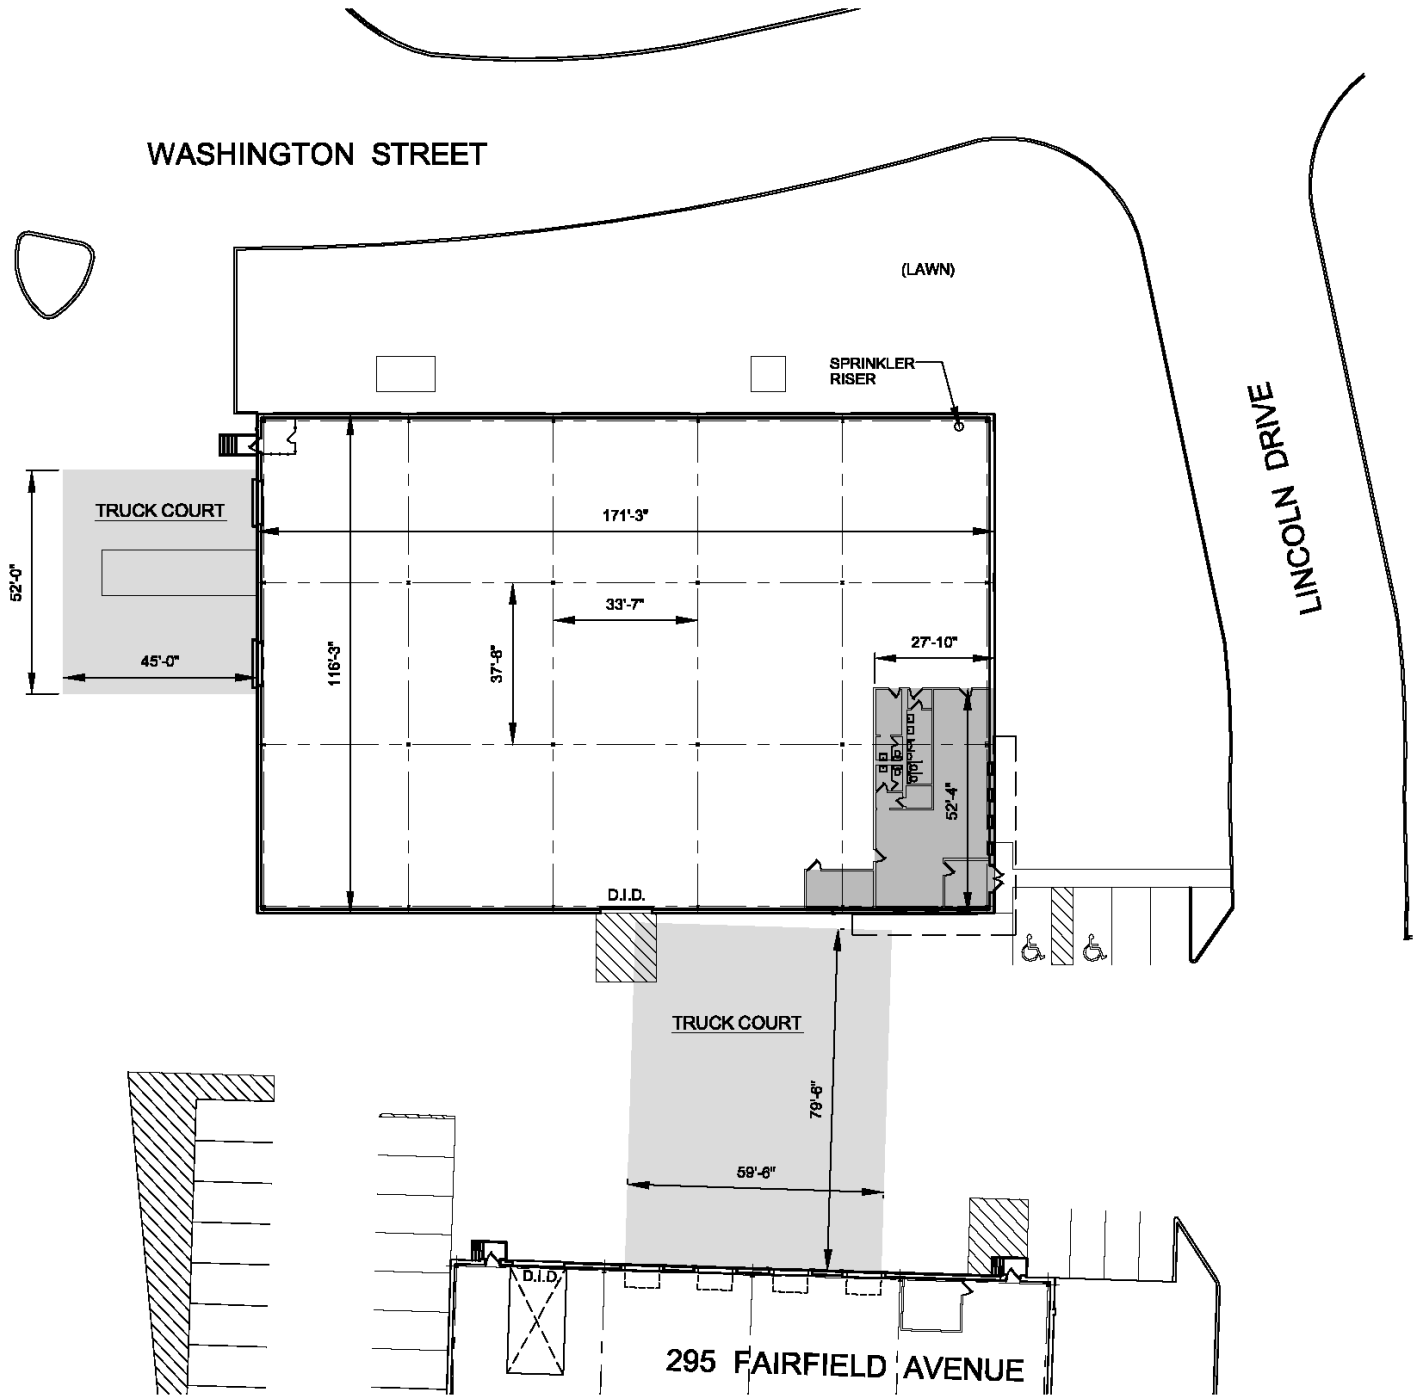 WASHINGTON STREET
(LAWN)
SPRINKLER
RISER
LINCOLN DRIVE
TRUCK COURT
171'-3"
52'-0"
33'-7"
116'-3"
37'-8"
27'-10"
45'-0"
52'-4"
D.I.D.
TRUCK COURT
79'-6"
59'-6"
D.I.D.
295 FAIRFIELD AVENUE